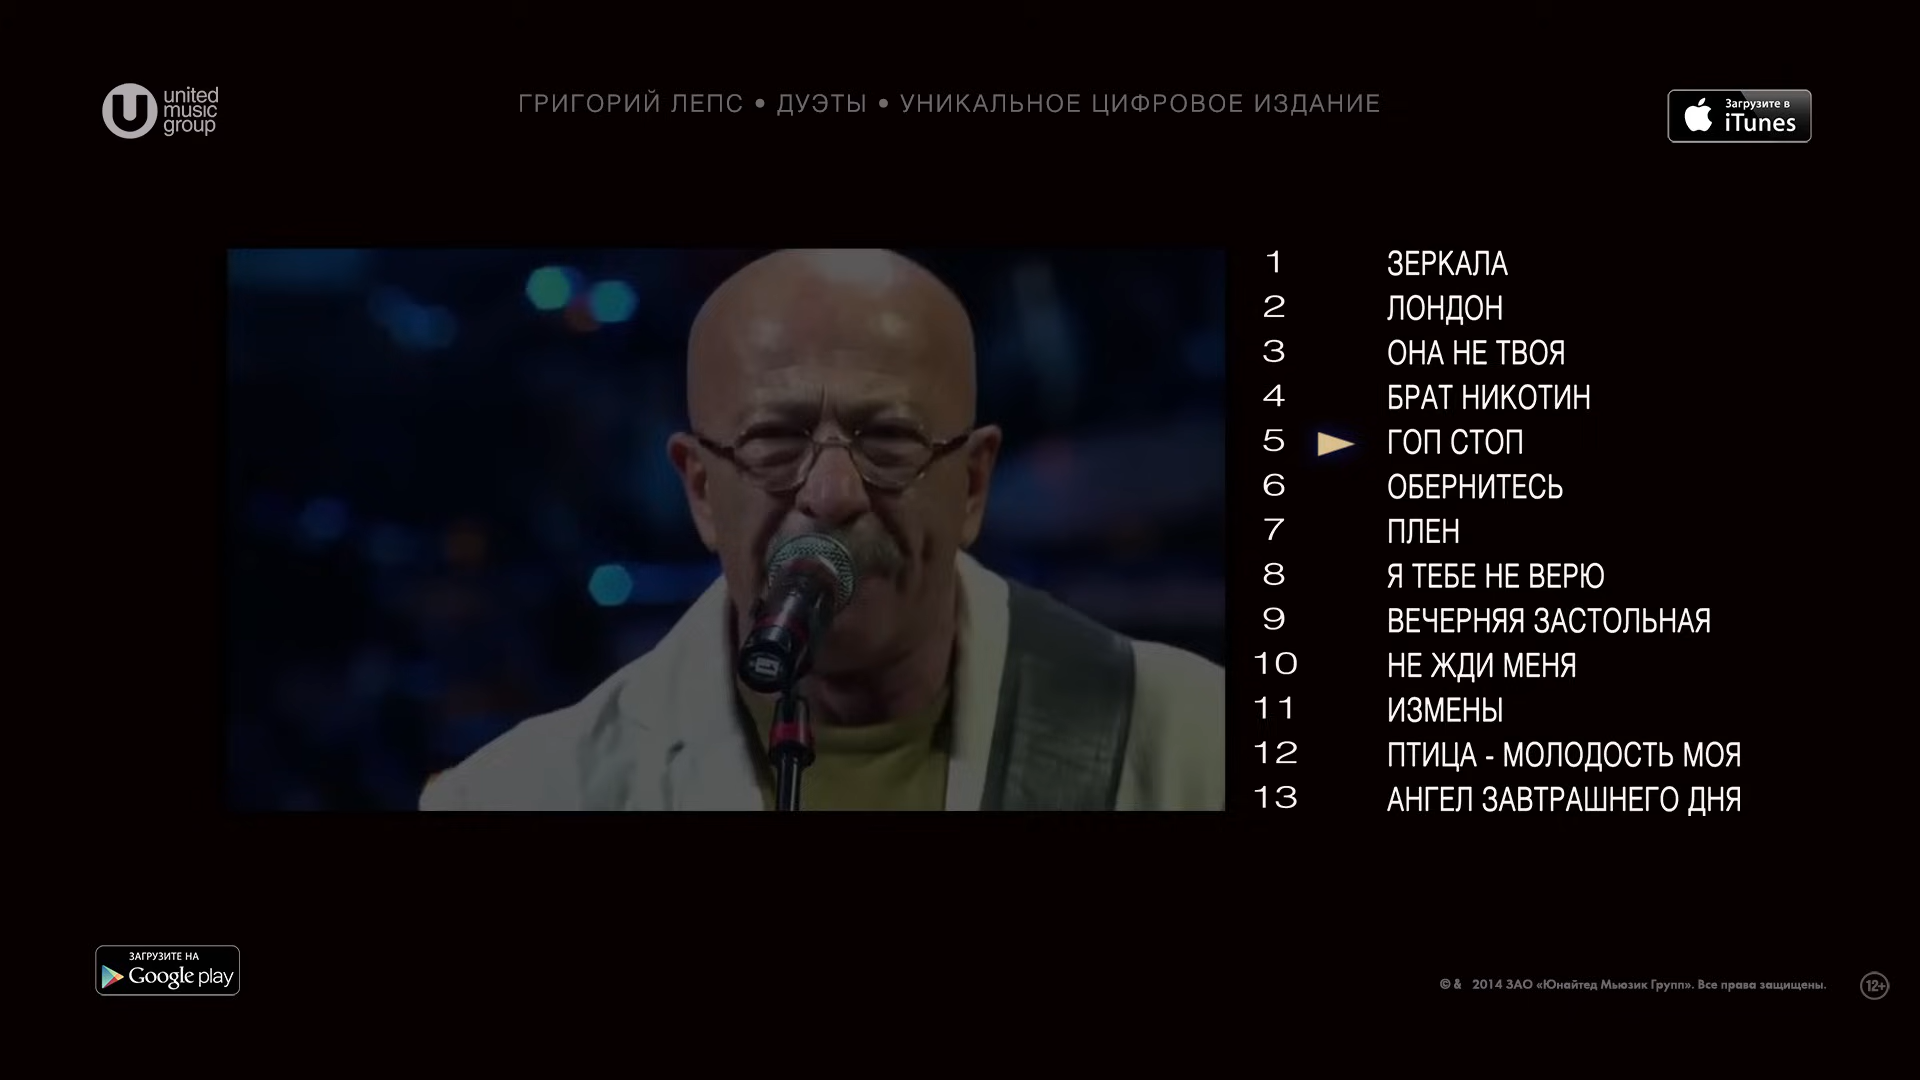 united
music
group
ГРИГОРИЙ ЛЕПС • ДУЭТЫ • УНИКАЛЬНОЕ ЦИФРОВОЕ ИЗДАНИЕ
Загрузите в
iTunes
1 ЗЕРКАЛА
2 ЛОНДОН
3 ОНА НЕ ТВОЯ
4 БРАТ НИКОТИН
5 ГОП СТОП
6 ОБЕРНИТЕСЬ
7 ПЛЕН
8 Я ТЕБЕ НЕ ВЕРЮ
9 ВЕЧЕРНЯЯ ЗАСТОЛЬНАЯ
10 НЕ ЖДИ МЕНЯ
11 ИЗМЕНЫ
12 ПТИЦА - МОЛОДОСТЬ МОЯ
13 АНГЕЛ ЗАВТРАШНЕГО ДНЯ
ЗАГРУЗИТЕ НА
Google play
© & 2014 ЗАО «Юнайтед Мьюзик Групп». Все права защищены.
12+